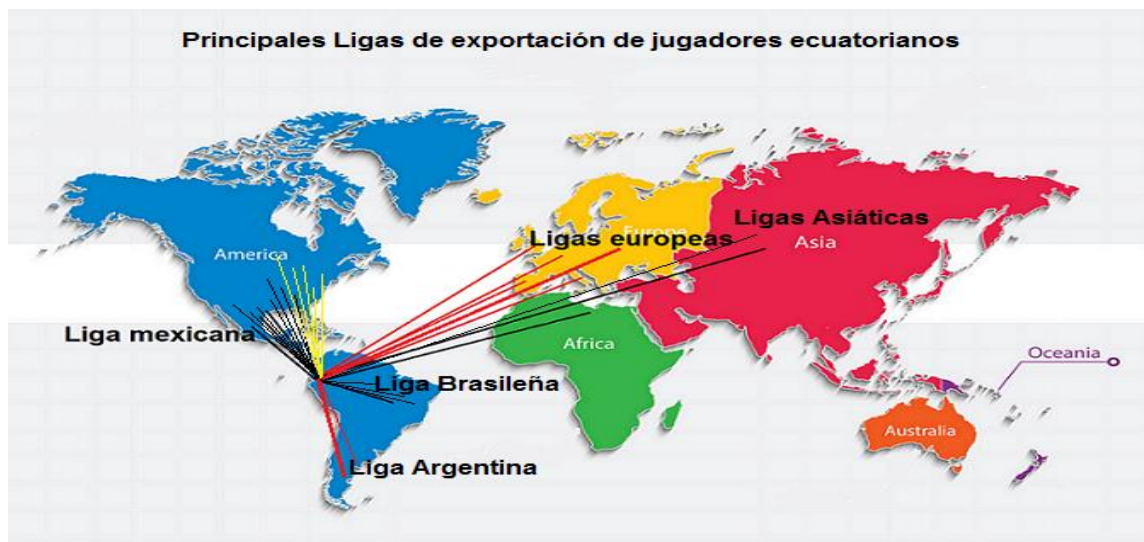 Principales Ligas de exportación de jugadores ecuatorianos
Ligas Asiáticas
Europe
Ligas europeas
Asia
America
Liga mexicana
Africa
Oceania
Liga Brasileña
Australia
Liga Argentina